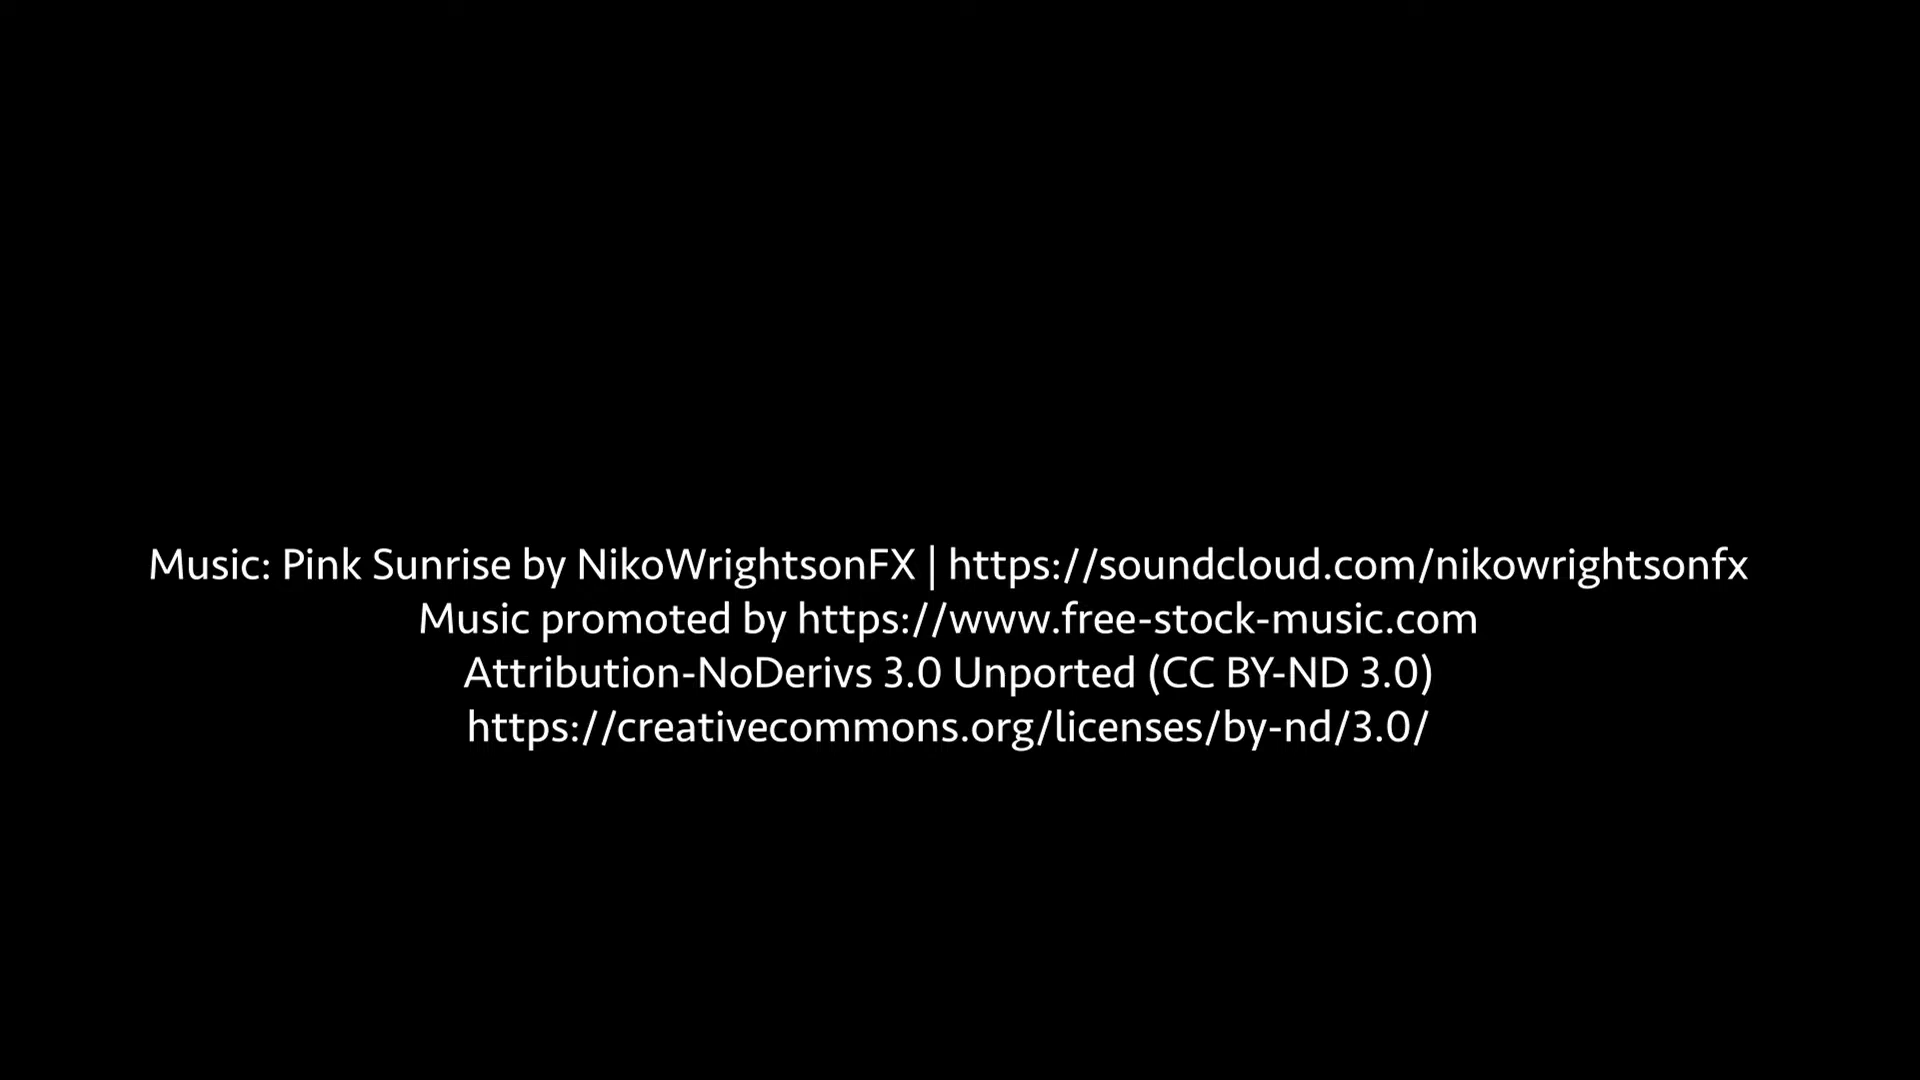 Music: Pink Sunrise by NikoWrightsonFX | https://soundcloud.com/nikowrightsonfx
Music promoted by https://www.free-stock-music.com
Attribution-NoDerivs 3.0 Unported (CC BY-ND 3.0)
https://creativecommons.org/licenses/by-nd/3.0/